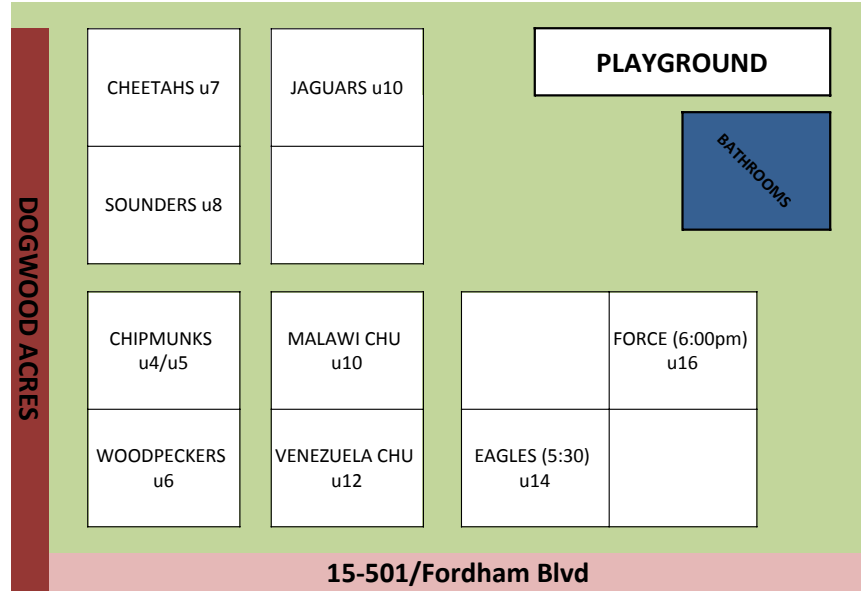 PLAYGROUND
CHEETAHS u7
JAGUARS u10
BATHROOMS
SOUNDERS u8
DOGWOOD ACRES
CHIPMUNKS
u4/u5
MALAWI CHU
u10
FORCE (6:00pm)
u16
WOODPECKERS
u6
VENEZUELA CHU
u12
EAGLES (5:30)
u14
15-501/Fordham Blvd